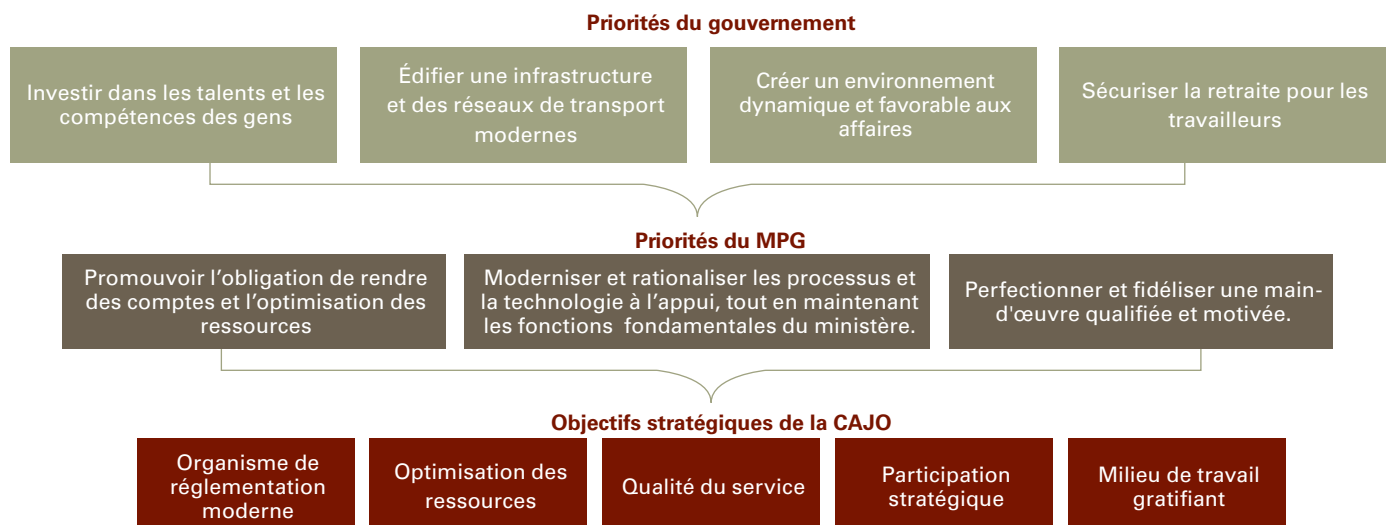 Priorités du gouvernement
Investir dans les talents et les
compétences des gens
Édifier une infrastructure
et des réseaux de transport
modernes
Créer un environnement
dynamique et favorable aux
affaires
Sécuriser la retraite pour les
travailleurs
Priorités du MPG
Promouvoir l’obligation de rendre
des comptes et l’optimisation des
ressources
Moderniser et rationaliser les processus et
la technologie à l’appui, tout en maintenant
les fonctions fondamentales du ministère.
Perfectionner et fidéliser une main-
d'œuvre qualifiée et motivée.
Objectifs stratégiques de la CAJO
Organisme de
réglementation
moderne
Optimisation des
ressources
Qualité du service
Participation
stratégique
Milieu de travail
gratifiant